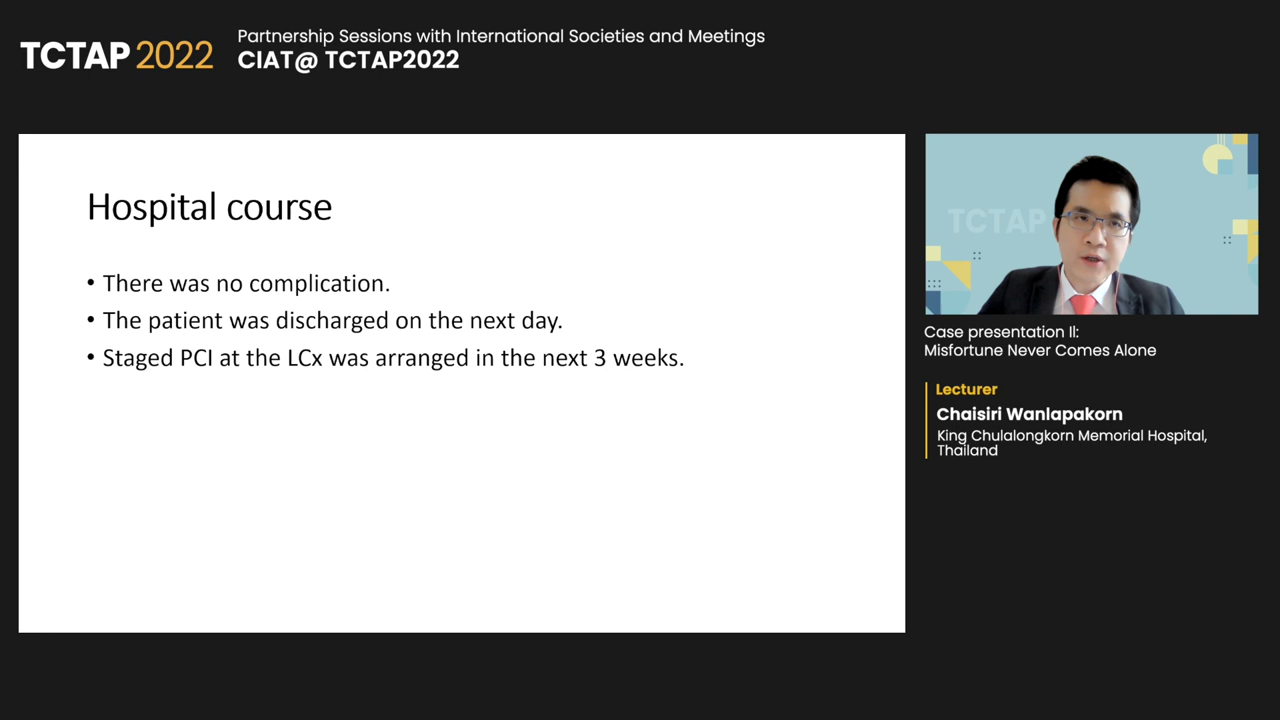 TCTAP 2022
Partnership Sessions with International Societies and Meetings
CIAT@ TCTAP2022
Hospital course
• There was no complication.
• The patient was discharged on the next day.
• Staged PCI at the LCx was arranged in the next 3 weeks.
TCTAP
Case presentation II:
Misfortune Never Comes Alone
Lecturer
Chaisiri Wanlapakorn
King Chulalongkorn Memorial Hospital,
Thailand